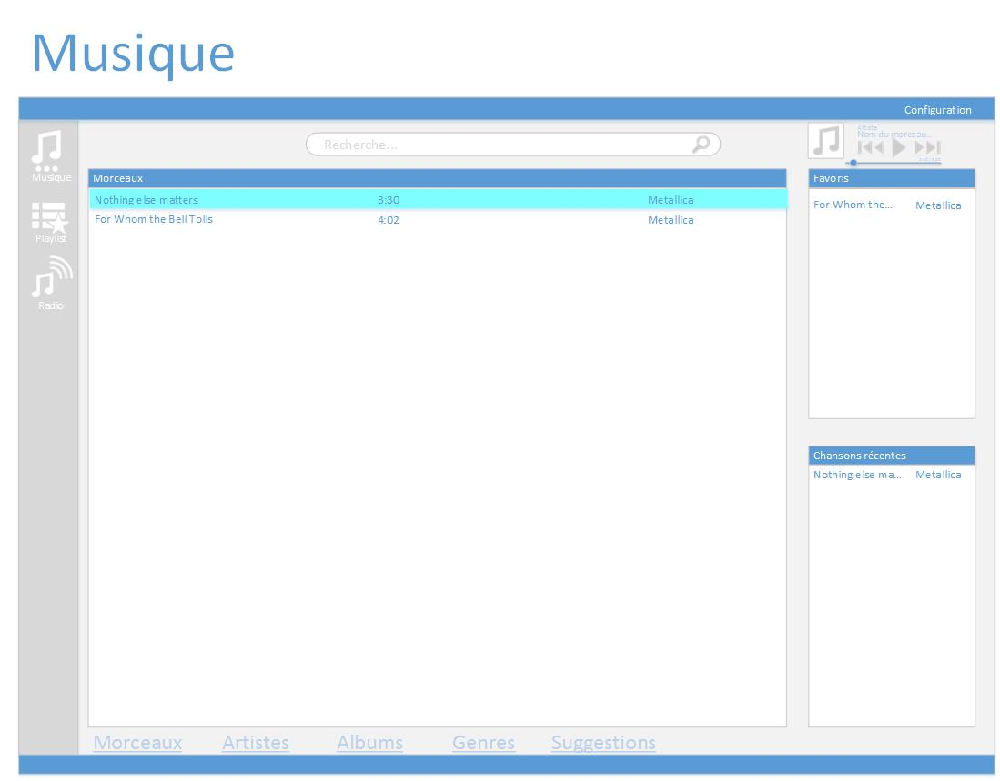 Musique
Configuration
Musique
Playlist
Radio
Recherche...
Artiste
Nom du morceau...
Morceaux
Nothing else matters 3:30 Metallica
For Whom the Bell Tolls 4:02 Metallica
Favoris
For Whom the... Metallica
Chansons récentes
Nothing else ma... Metallica
Morceaux Artistes Albums Genres Suggestions